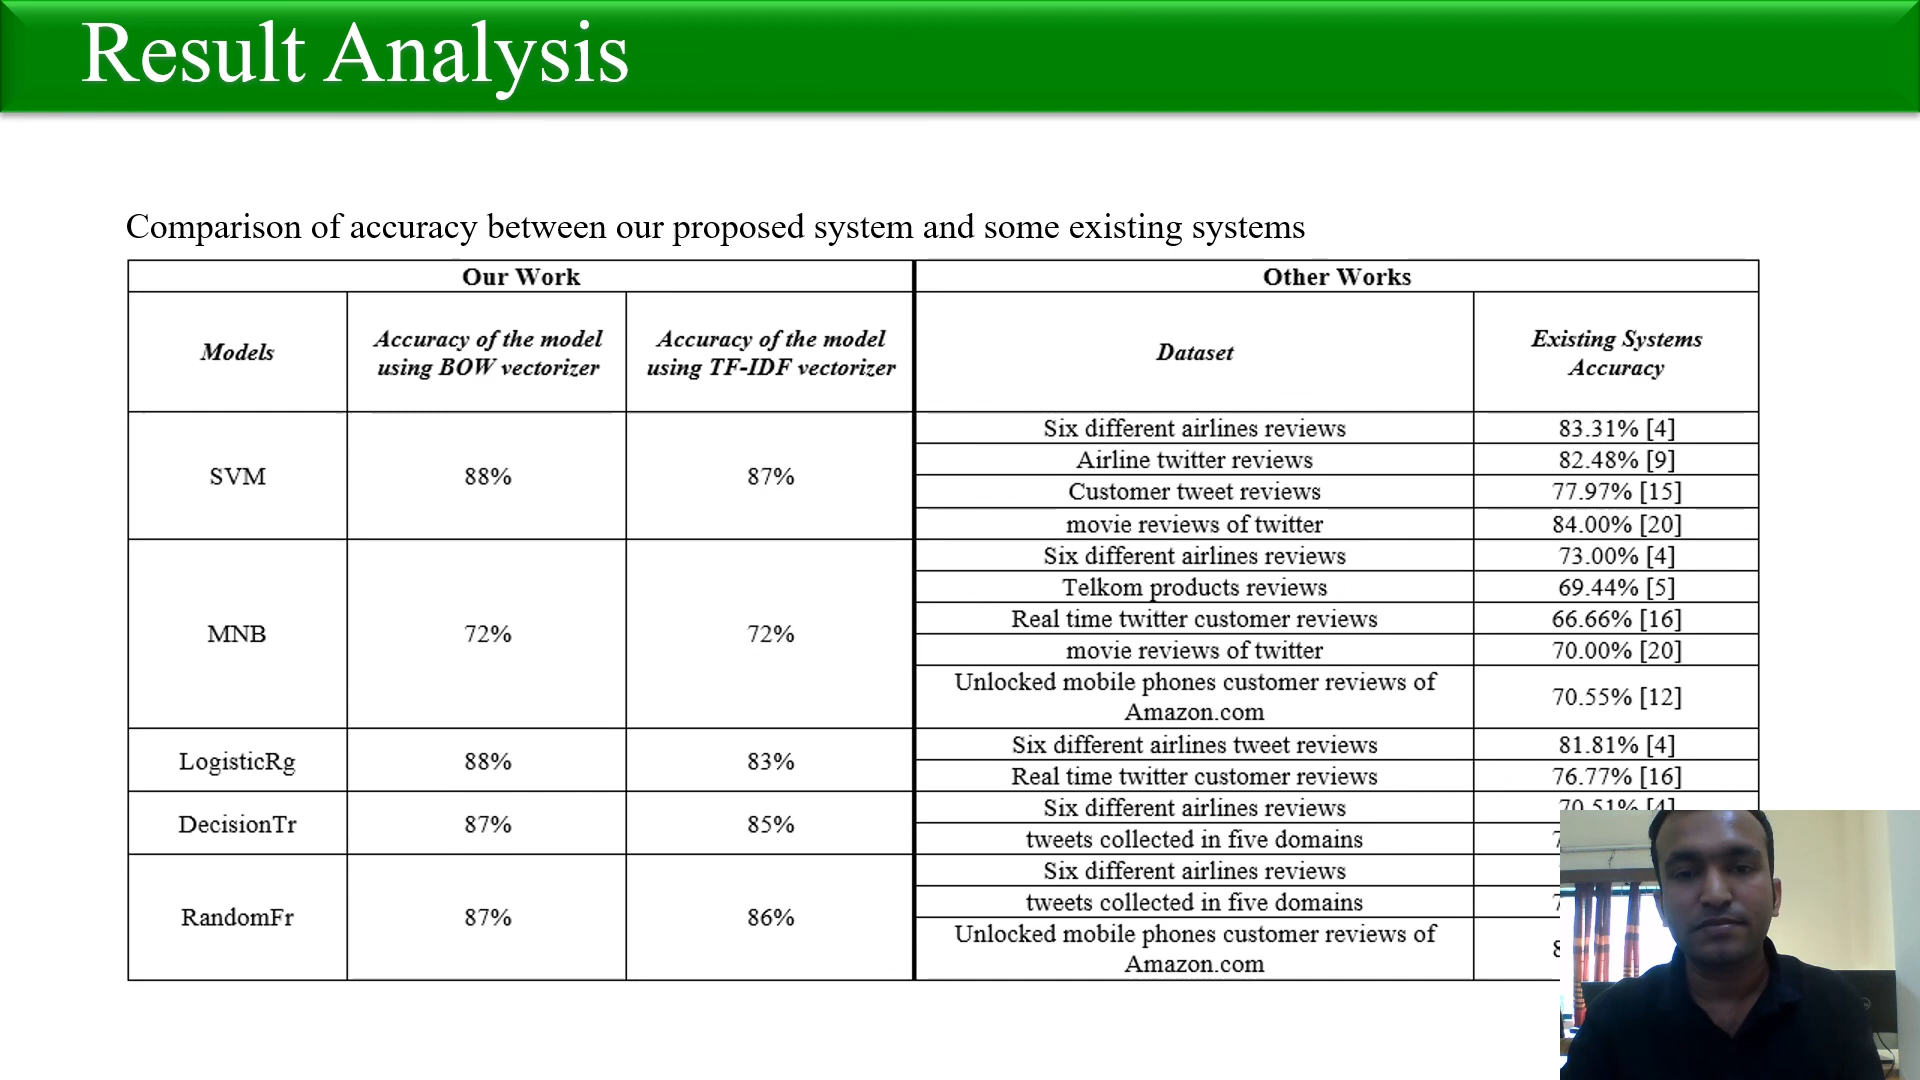 Result Analysis
Comparison of accuracy between our proposed system and some existing systems
Our Work Other Works
Models Accuracy of the model using BOW vectorizer Accuracy of the model using TF-IDF vectorizer Dataset Existing Systems Accuracy
SVM 88% 87%
Six different airlines reviews 83.31% [4]
Airline twitter reviews 82.48% [9]
Customer tweet reviews 77.97% [15]
movie reviews of twitter 84.00% [20]
MNB 72% 72%
Six different airlines reviews 73.00% [4]
Telkom products reviews 69.44% [5]
Real time twitter customer reviews 66.66% [16]
movie reviews of twitter 70.00% [20]
Unlocked mobile phones customer reviews of
Amazon.com 70.55% [12]
LogisticRg 88% 83%
Six different airlines tweet reviews 81.81% [4]
Real time twitter customer reviews 76.77% [16]
DecisionTr 87% 85%
Six different airlines reviews 70.51% [4]
tweets collected in five domains
RandomFr 87% 86%
Six different airlines reviews
tweets collected in five domains
Unlocked mobile phones customer reviews of
Amazon.com